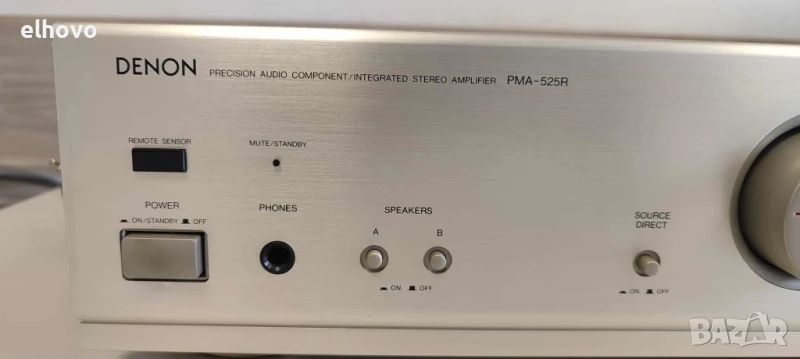 elhovo
DENON PRECISION AUDIO COMPONENT/INTEGRATED STEREO AMPLIFIER PMA-525R
REMOTE SENSOR
MUTE/STANDBY
POWER
ON/STANDBY OFF
PHONES
SPEAKERS
A B
ON OFF
SOURCE
DIRECT
ON OFF
BAZAR